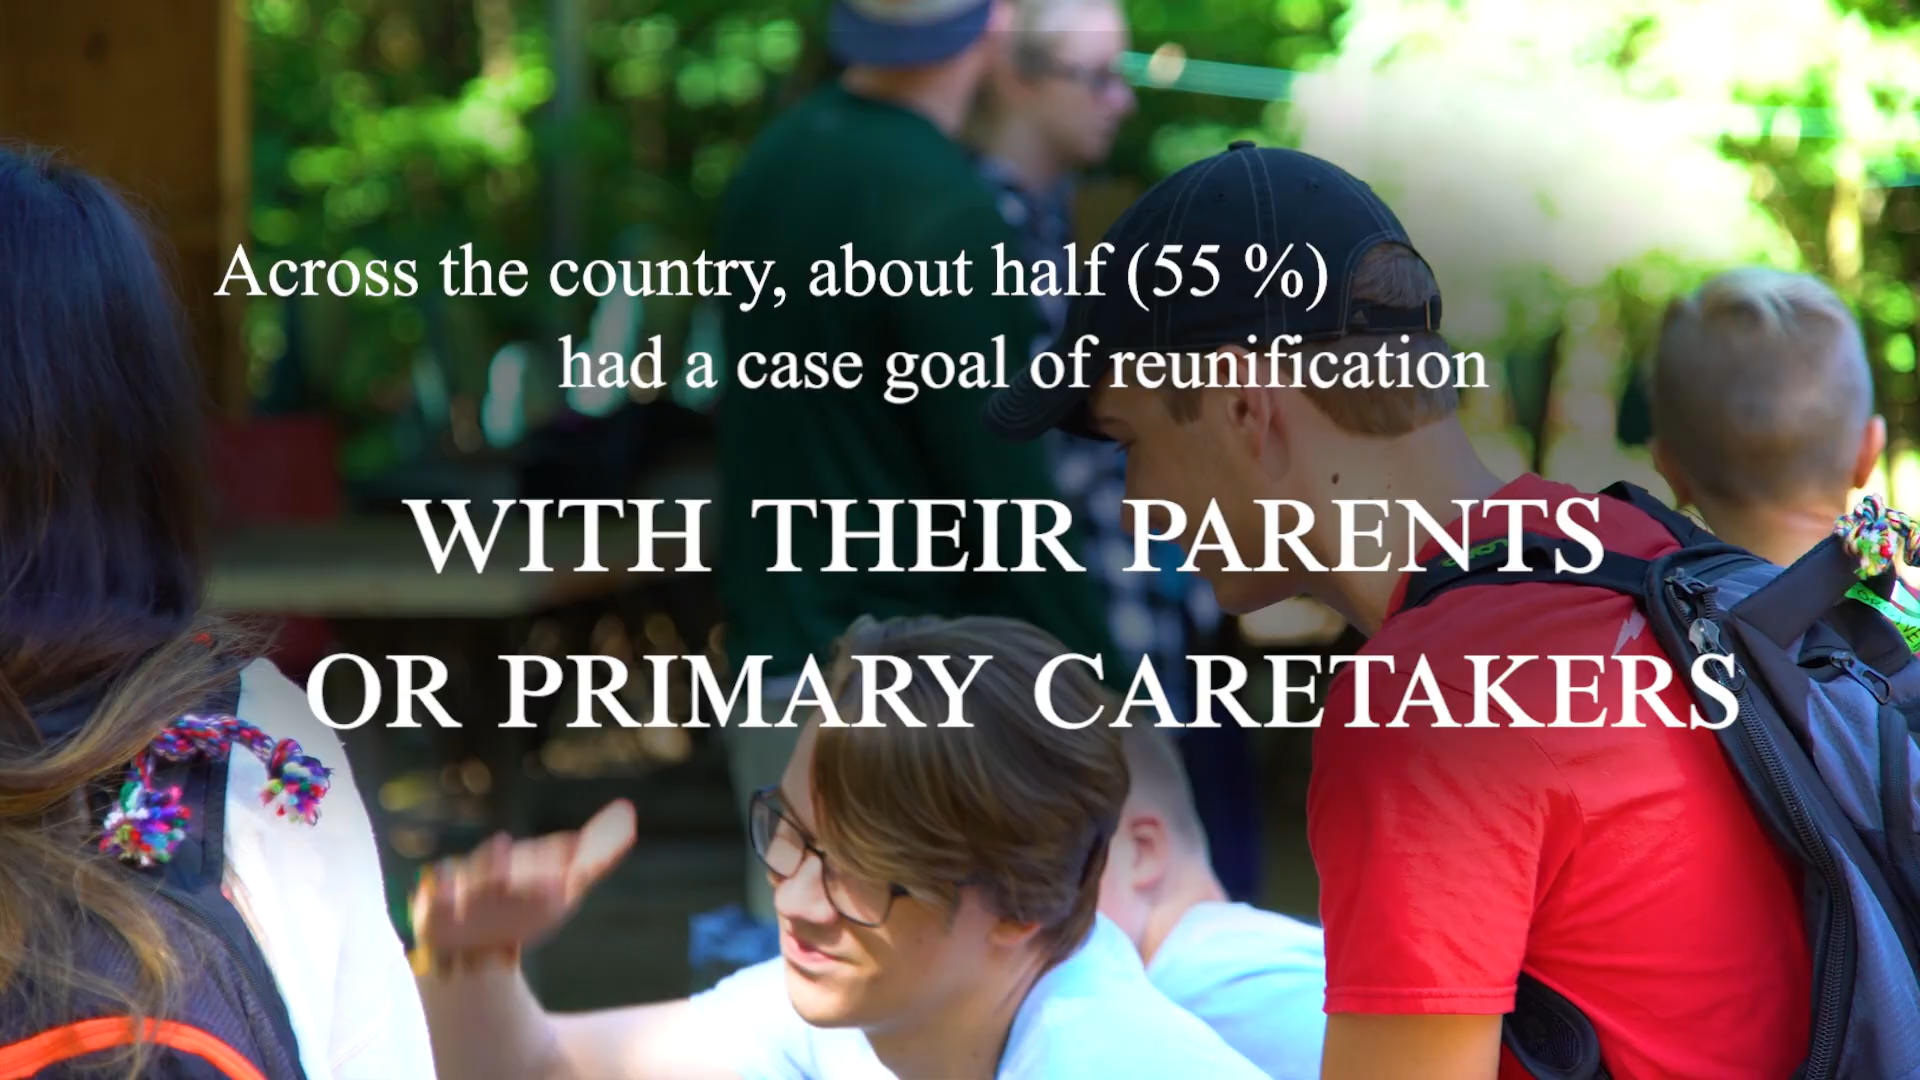 Across the country, about half (55 %)
had a case goal of reunification
WITH THEIR PARENTS
OR PRIMARY CARETAKERS